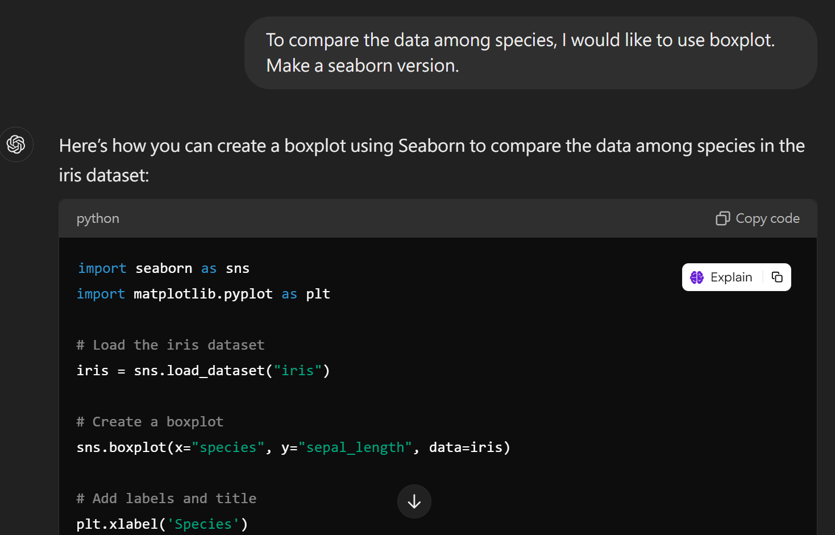 To compare the data among species, I would like to use boxplot.
Make a seaborn version.
Here’s how you can create a boxplot using Seaborn to compare the data among species in the
iris dataset:
python
Copy code
Explain
import seaborn as sns
import matplotlib.pyplot as plt
# Load the iris dataset
iris = sns.load_dataset("iris")
# Create a boxplot
sns.boxplot(x="species", y="sepal_length", data=iris)
# Add labels and title
plt.xlabel('Species')